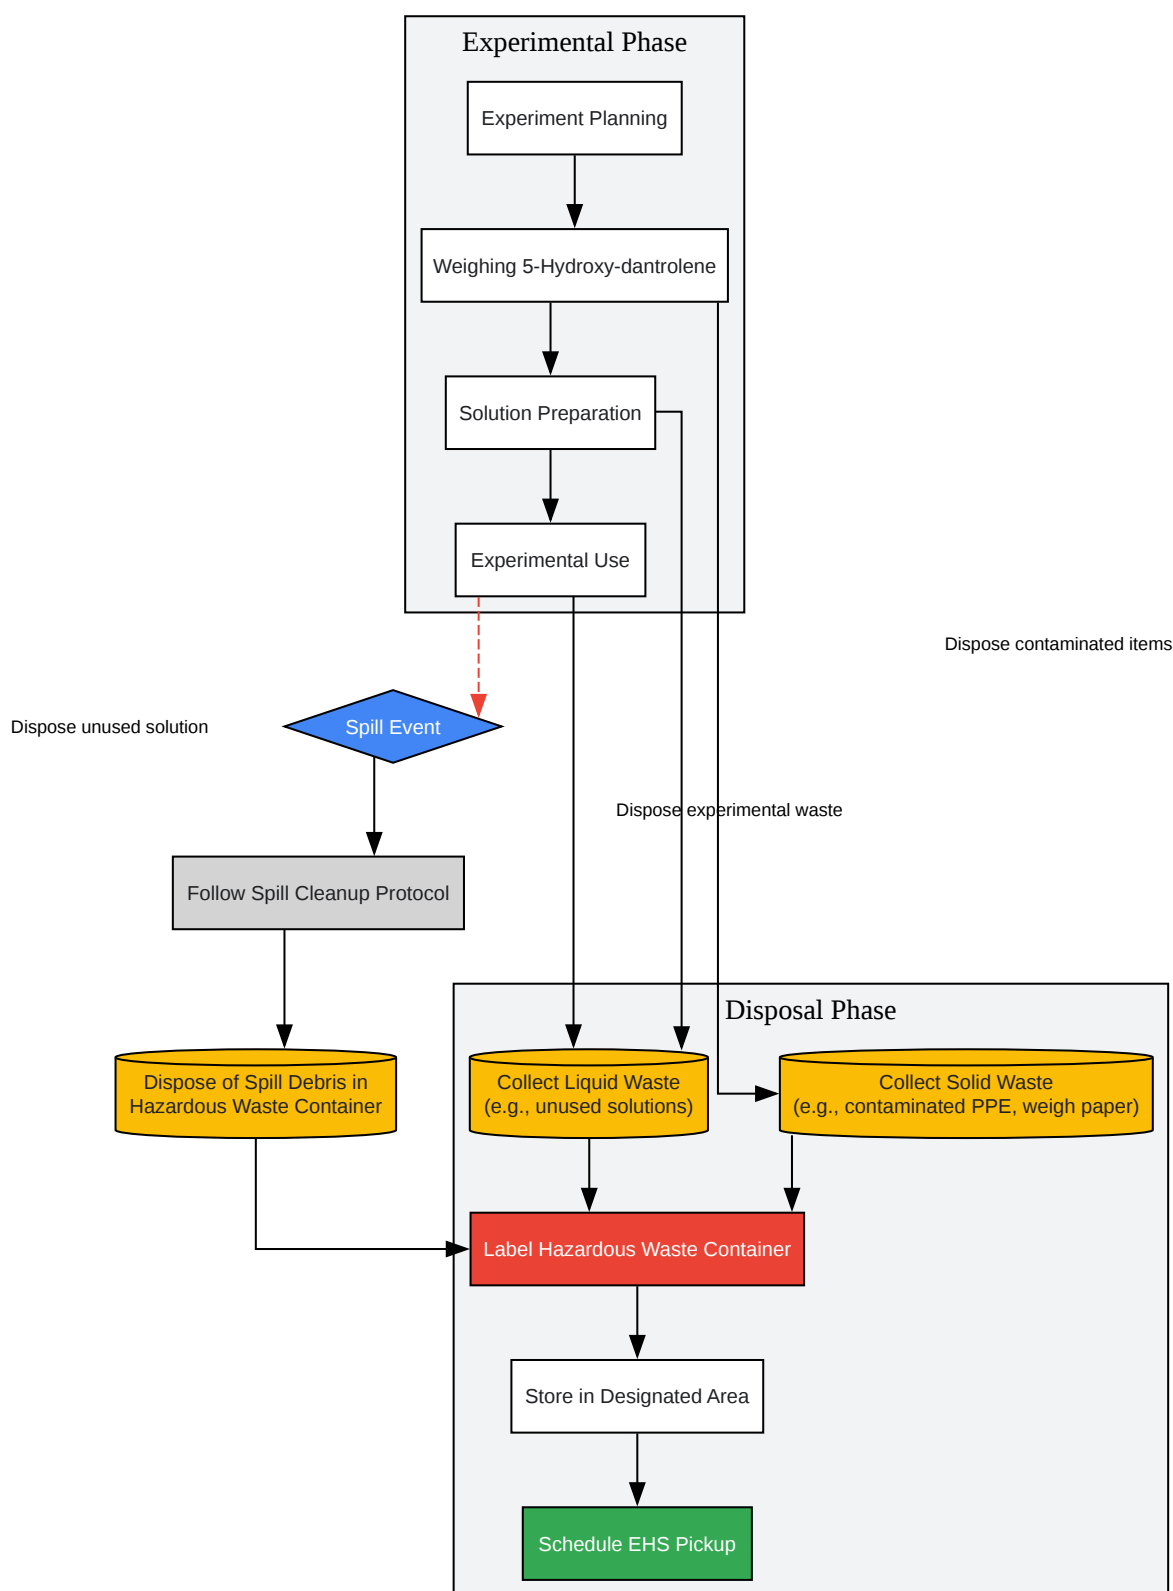 Experimental Phase
Experiment Planning
Weighing 5-Hydroxy-dantrolene
Solution Preparation
Experimental Use
Dispose contaminated items
Dispose unused solution
Spill Event
Dispose experimental waste
Follow Spill Cleanup Protocol
Disposal Phase
Dispose of Spill Debris in
Hazardous Waste Container
Collect Liquid Waste
(e.g., unused solutions)
Collect Solid Waste
(e.g., contaminated PPE, weigh paper)
Label Hazardous Waste Container
Store in Designated Area
Schedule EHS Pickup